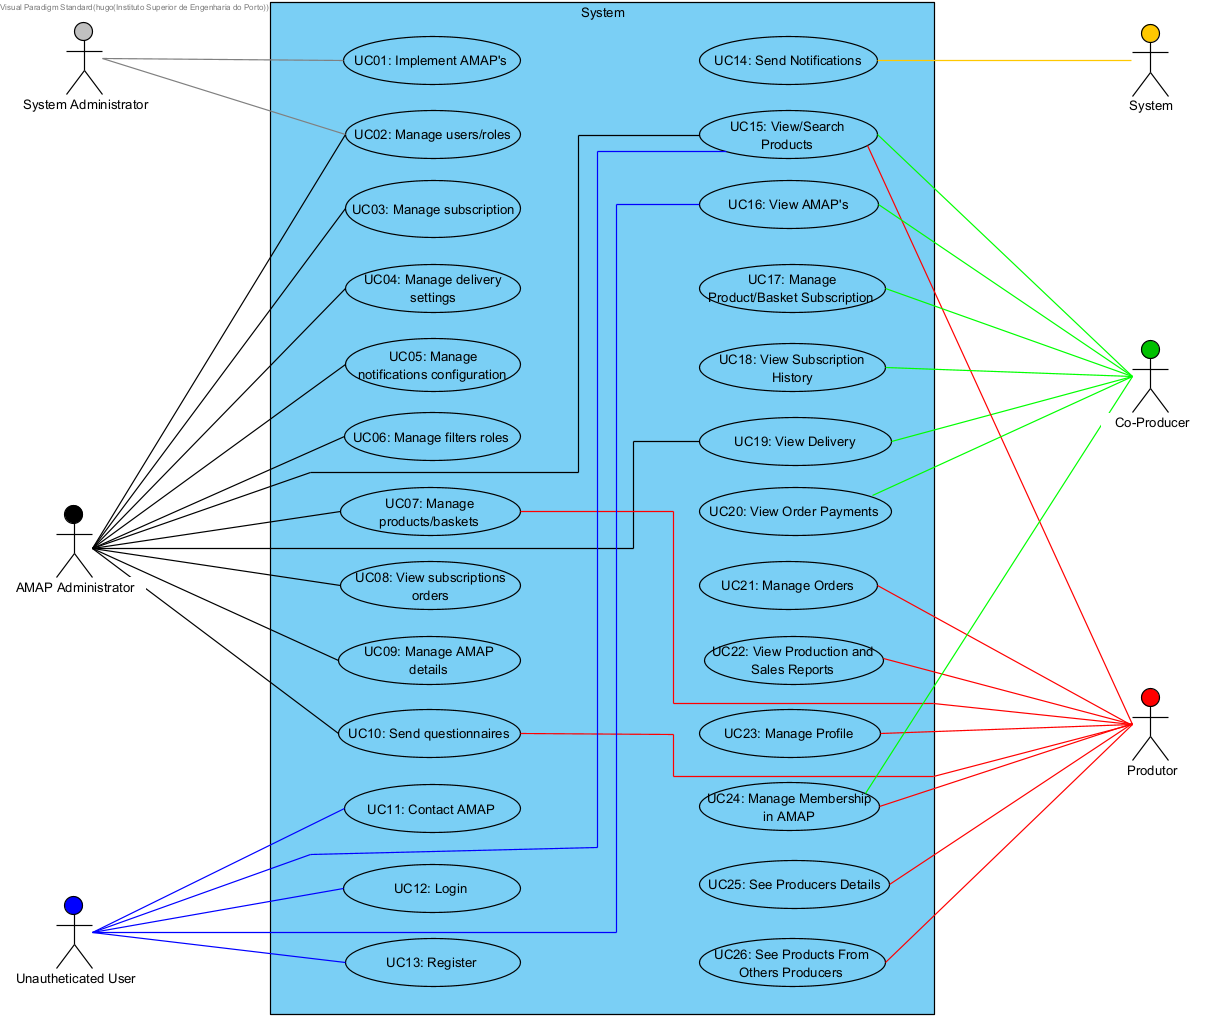 Visual Paradigm Standard(hugo(Instituto Superior de Engenharia do Porto))
System
System Administrator
AMAP Administrator
Unautheticated User
UC01: Implement AMAP's
UC02: Manage users/roles
UC03: Manage subscription
UC04: Manage delivery
settings
UC05: Manage
notifications configuration
UC06: Manage filters roles
UC07: Manage
products/baskets
UC08: View subscriptions
orders
UC09: Manage AMAP
details
UC10: Send questionnaires
UC11: Contact AMAP
UC12: Login
UC13: Register
UC14: Send Notifications
UC15: View/Search
Products
UC16: View AMAP's
UC17: Manage
Product/Basket Subscription
UC18: View Subscription
History
UC19: View Delivery
UC20: View Order Payments
UC21: Manage Orders
UC22: View Production and
Sales Reports
UC23: Manage Profile
UC24: Manage Membership
in AMAP
UC25: See Producers Details
UC26: See Products From
Others Producers
System
Co-Producer
Produtor